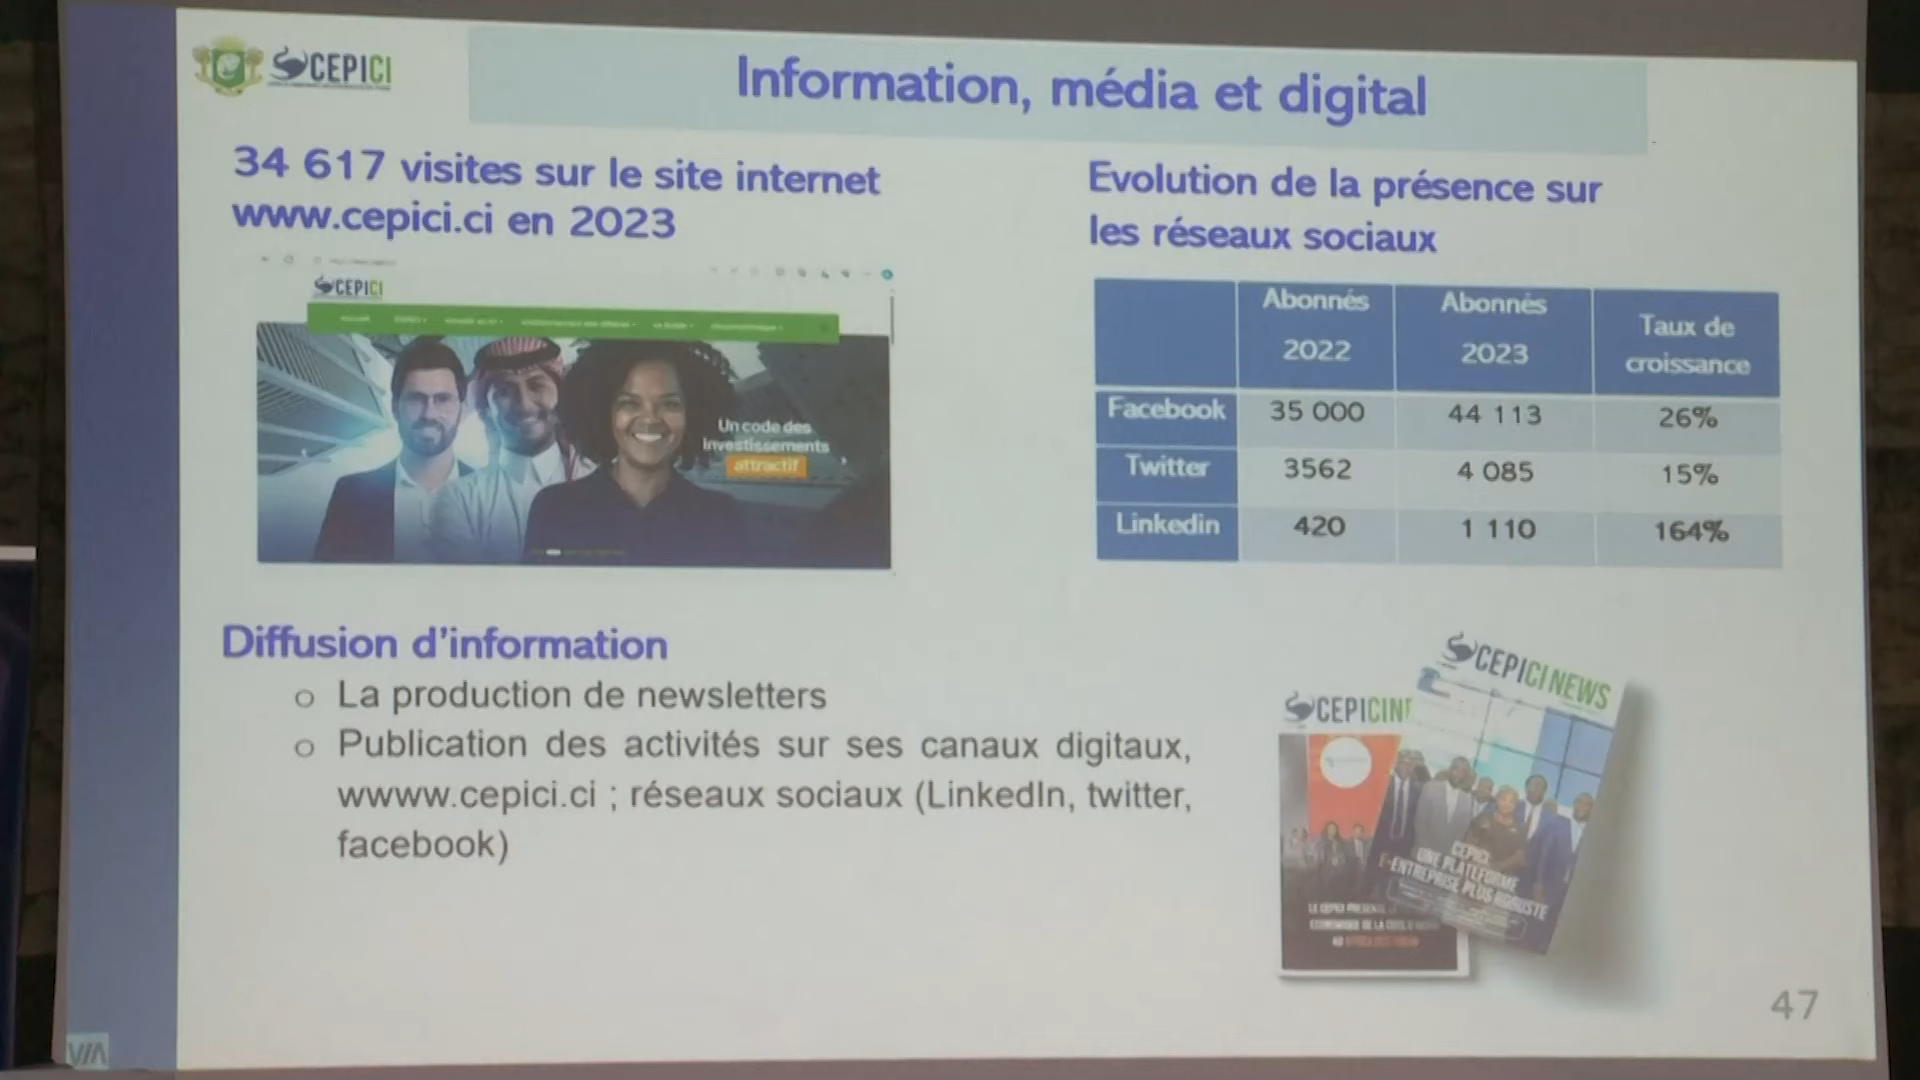 CEPICI
Information, média et digital
34 617 visites sur le site internet
www.cepici.ci en 2023
CEPICI
Un code des
investissements
attractif
Evolution de la présence sur
les réseaux sociaux
Abonnés 2022 Abonnés 2023 Taux de croissance
Facebook 35 000 44 113 26%
Twitter 3562 4 085 15%
Linkedin 420 1 110 164%
Diffusion d'information
o La production de newsletters
o Publication des activités sur ses canaux digitaux,
wwww.cepici.ci ; réseaux sociaux (LinkedIn, twitter,
facebook)
CEPICI NEWS
CEPICI
UNE PLATEFORME
E-ENTREPRISE PLUS ROBUSTE
CEPICI
47
VIA